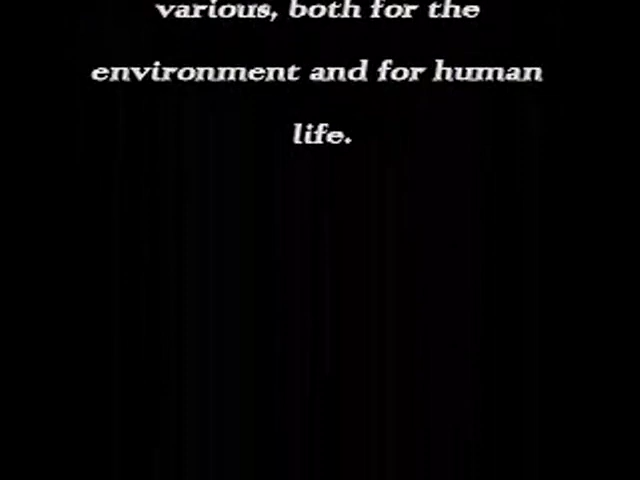 various, both for the
environment and for human
life.